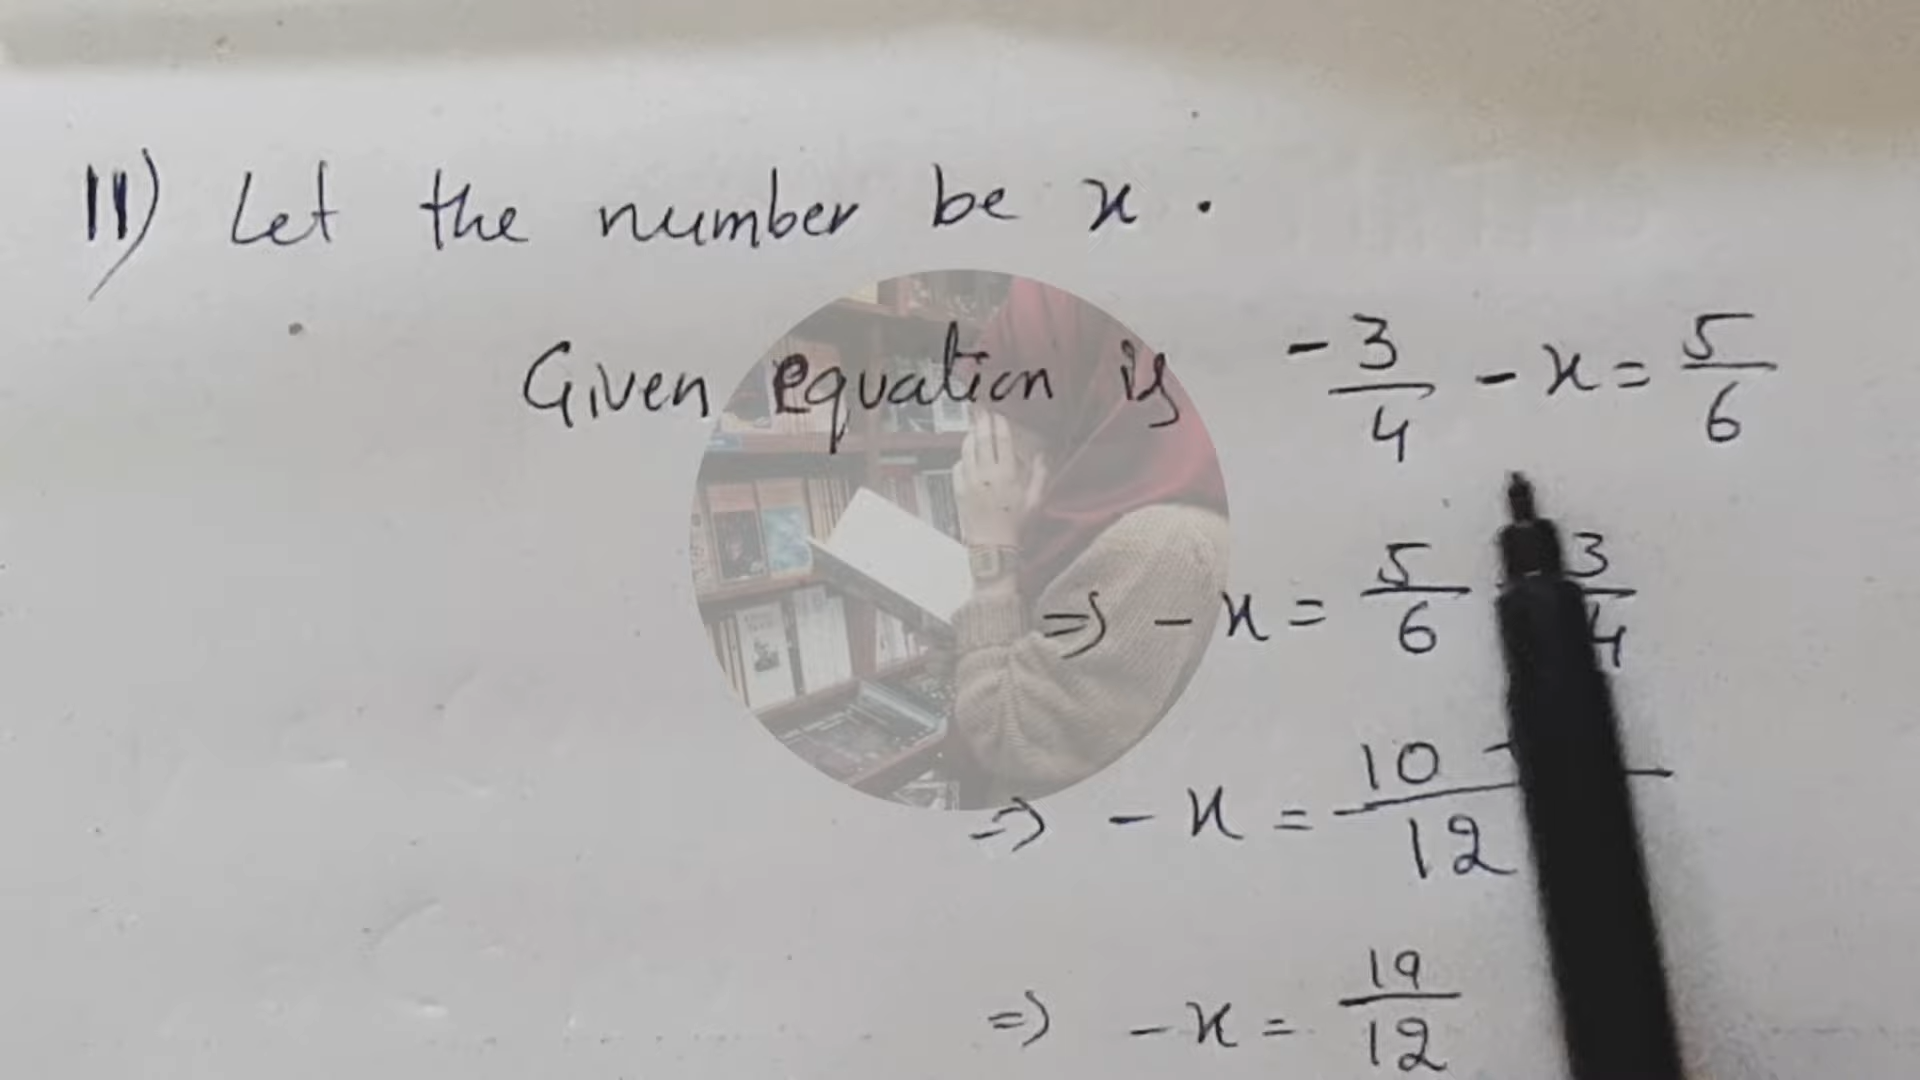 11) Let the number be x.
Given equation is -3/4 - x = 5/6
=> - x = 5/6 3/4
=> - x = 10 / 12
=> - x = 19/12